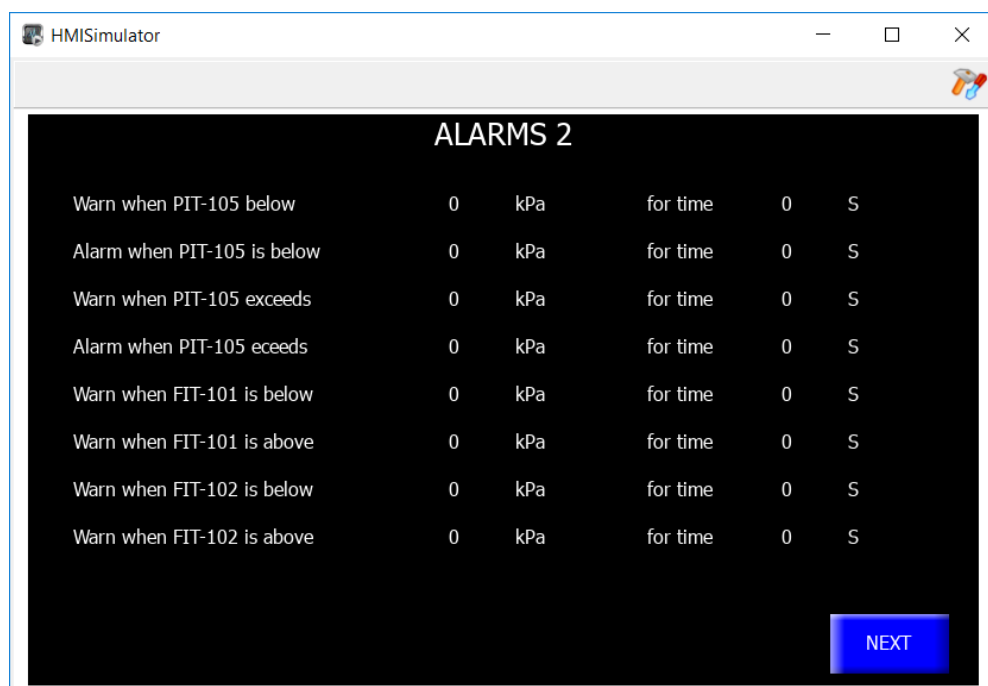 HMISimulator
ALARMS 2
Warn when PIT-105 below 0 kPa for time 0 S
Alarm when PIT-105 is below 0 kPa for time 0 S
Warn when PIT-105 exceeds 0 kPa for time 0 S
Alarm when PIT-105 eceeds 0 kPa for time 0 S
Warn when FIT-101 is below 0 kPa for time 0 S
Warn when FIT-101 is above 0 kPa for time 0 S
Warn when FIT-102 is below 0 kPa for time 0 S
Warn when FIT-102 is above 0 kPa for time 0 S
NEXT